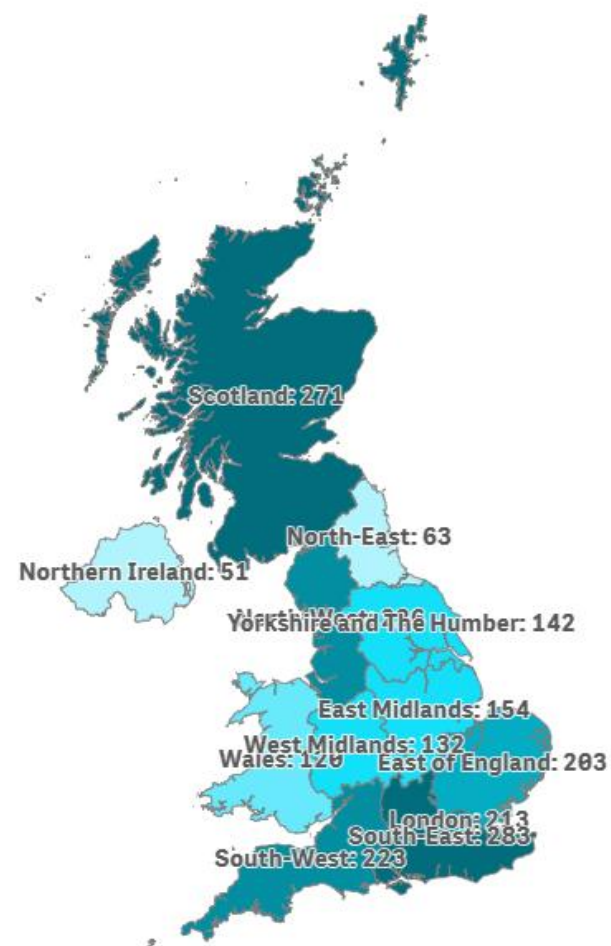 Scotland: 271
North-East: 63
Northern Ireland: 51
Yorkshire and The Humber: 142
East Midlands: 154
West Midlands: 132
Wales: 120
East of England: 203
London: 213
South-East: 283
South-West: 223